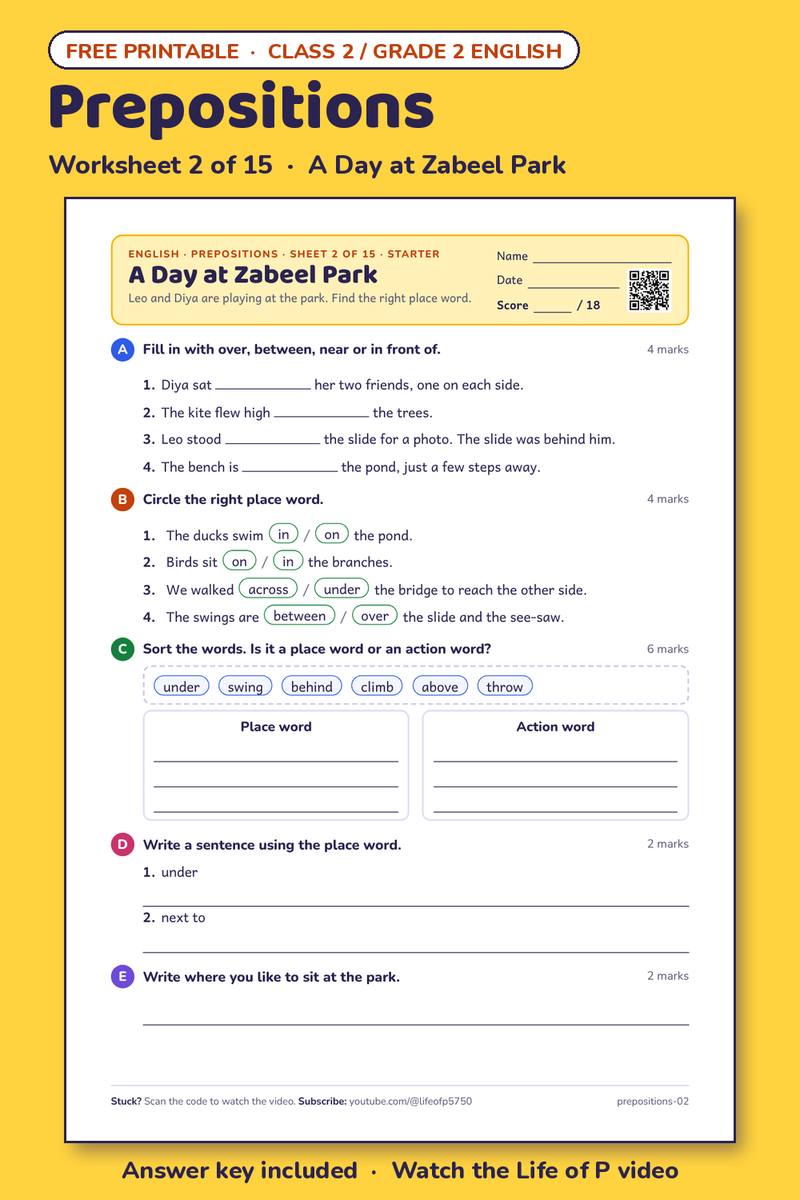 FREE PRINTABLE · CLASS 2 / GRADE 2 ENGLISH
Prepositions
Worksheet 2 of 15 · A Day at Zabeel Park
ENGLISH · PREPOSITIONS · SHEET 2 OF 15 · STARTER
A Day at Zabeel Park
Leo and Diya are playing at the park. Find the right place word.
Name ____________
Date ____________
Score ______ / 18
A Fill in with over, between, near or in front of. 4 marks
1. Diya sat ____________ her two friends, one on each side.
2. The kite flew high ____________ the trees.
3. Leo stood ____________ the slide for a photo. The slide was behind him.
4. The bench is ____________ the pond, just a few steps away.
B Circle the right place word. 4 marks
1. The ducks swim in / on the pond.
2. Birds sit on / in the branches.
3. We walked across / under the bridge to reach the other side.
4. The swings are between / over the slide and the see-saw.
C Sort the words. Is it a place word or an action word? 6 marks
under swing behind climb above throw
Place word Action word
D Write a sentence using the place word. 2 marks
1. under
2. next to
E Write where you like to sit at the park. 2 marks
Stuck? Scan the code to watch the video. Subscribe: youtube.com/@lifeofp5750 prepositions-02
Answer key included · Watch the Life of P video